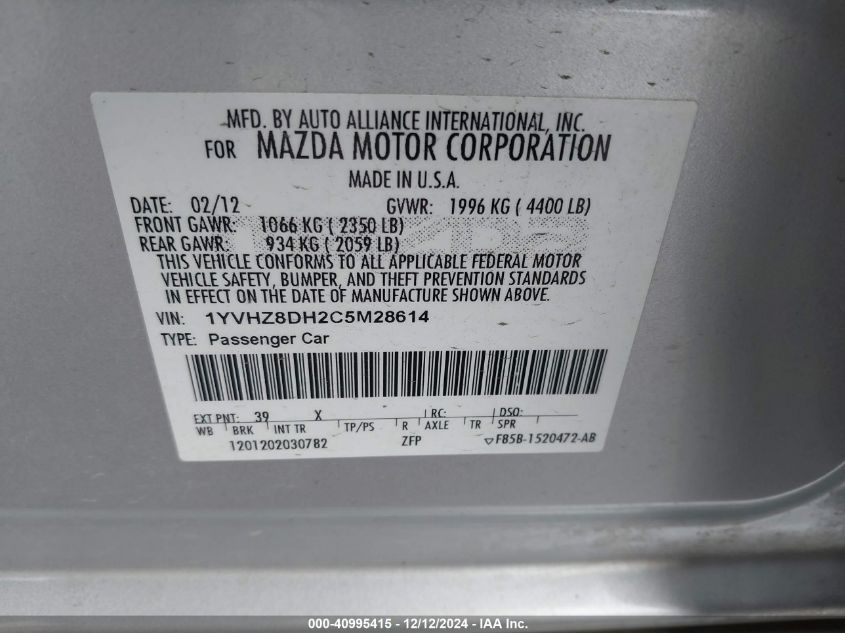 MFD. BY AUTO ALLIANCE INTERNATIONAL, INC.
FOR MAZDA MOTOR CORPORATION
MADE IN U.S.A.
DATE: 02/12 GVWR: 1996 KG ( 4400 LB)
FRONT GAWR: 1066 KG ( 2350 LB)
REAR GAWR: 934 KG ( 2059 LB)
THIS VEHICLE CONFORMS TO ALL APPLICABLE FEDERAL MOTOR
VEHICLE SAFETY, BUMPER, AND THEFT PREVENTION STANDARDS
IN EFFECT ON THE DATE OF MANUFACTURE SHOWN ABOVE.
VIN: 1YVHZ8DH2C5M28614
TYPE: Passenger Car
EXT PNT: 39 X RC: DSO:
WB BRK INT TR TP/PS R AXLE TR SPR
1201202030782 ZFP ▽FB5B-1520472-AB
000-40995415 - 12/12/2024 - IAA Inc.